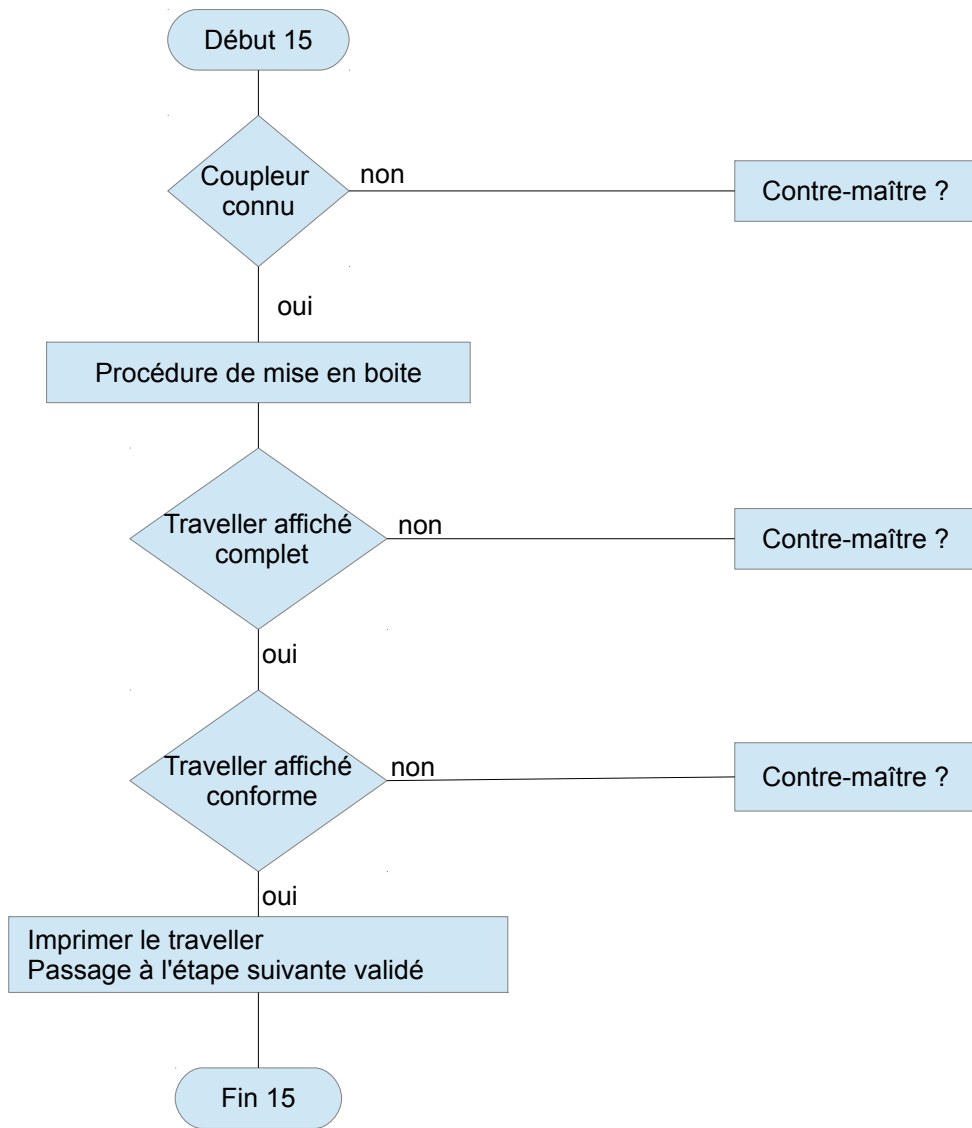 Début 15
Coupleur
connu
non
Contre-maître ?
oui
Procédure de mise en boite
Traveller affiché
complet
non
Contre-maître ?
oui
Traveller affiché
conforme
non
Contre-maître ?
oui
Imprimer le traveller
Passage à l'étape suivante validé
Fin 15